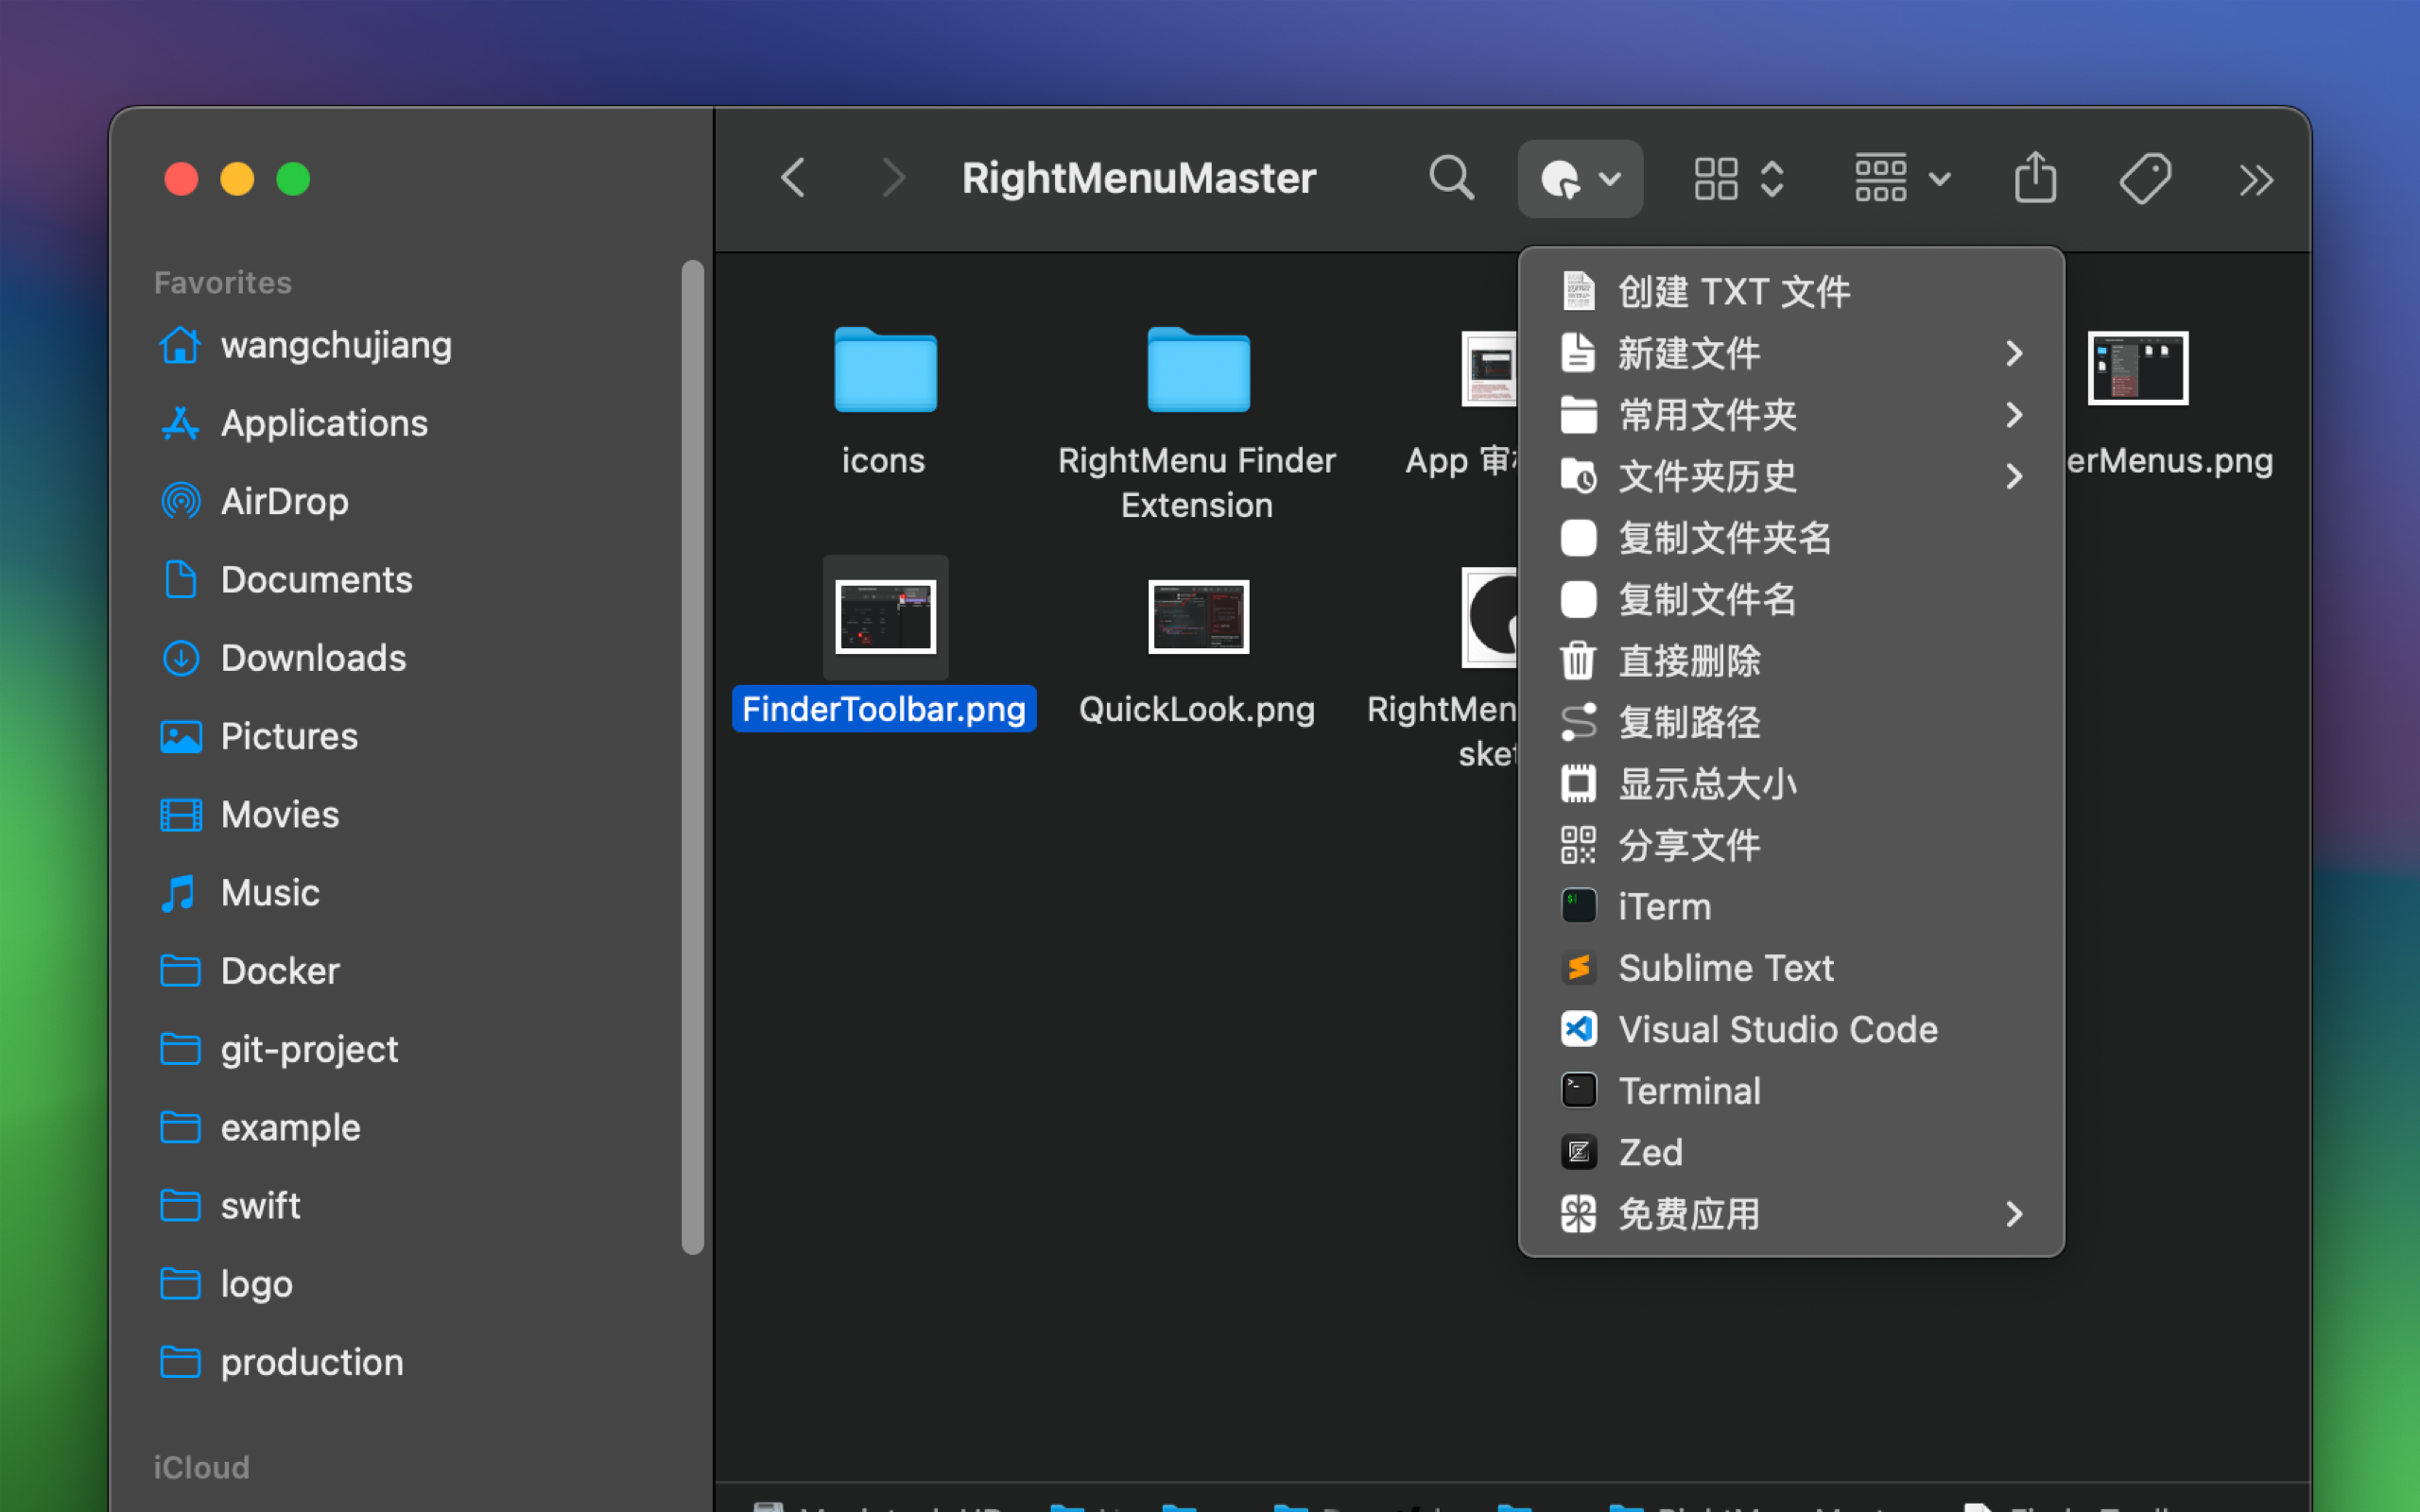 RightMenuMaster
Favorites
wangchujiang
Applications
AirDrop
Documents
Downloads
Pictures
Movies
Music
Docker
git-project
example
swift
logo
production
iCloud
icons
RightMenu Finder
Extension
App
erMenus.png
FinderToolbar.png
QuickLook.png
RightMen
sket
创建 TXT 文件
新建文件
常用文件夹
文件夹历史
复制文件夹名
复制文件名
直接删除
复制路径
显示总大小
分享文件
iTerm
Sublime Text
Visual Studio Code
Terminal
Zed
免费应用